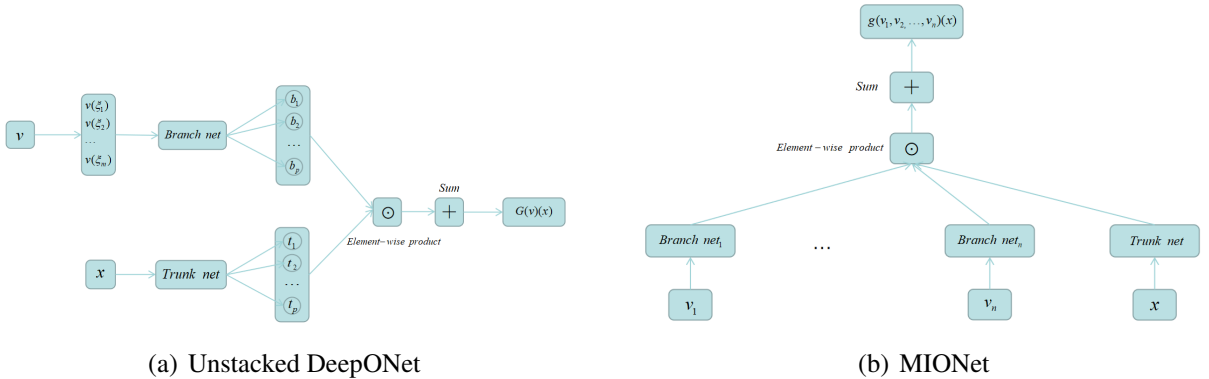 v
v(ξ₁)
v(ξ₂)
...
v(ξₘ)
Branch net
b₁
b₂
...
bₚ
x
Trunk net
t₁
t₂
...
tₚ
⊙
Element-wise product
Sum
+
G(v)(x)
(a) Unstacked DeepONet
g(v₁,v₂,...,vₙ)(x)
Sum
+
Element-wise product
⊙
Branch net₁
...
Branch netₙ
Trunk net
v₁
vₙ
x
(b) MIONet